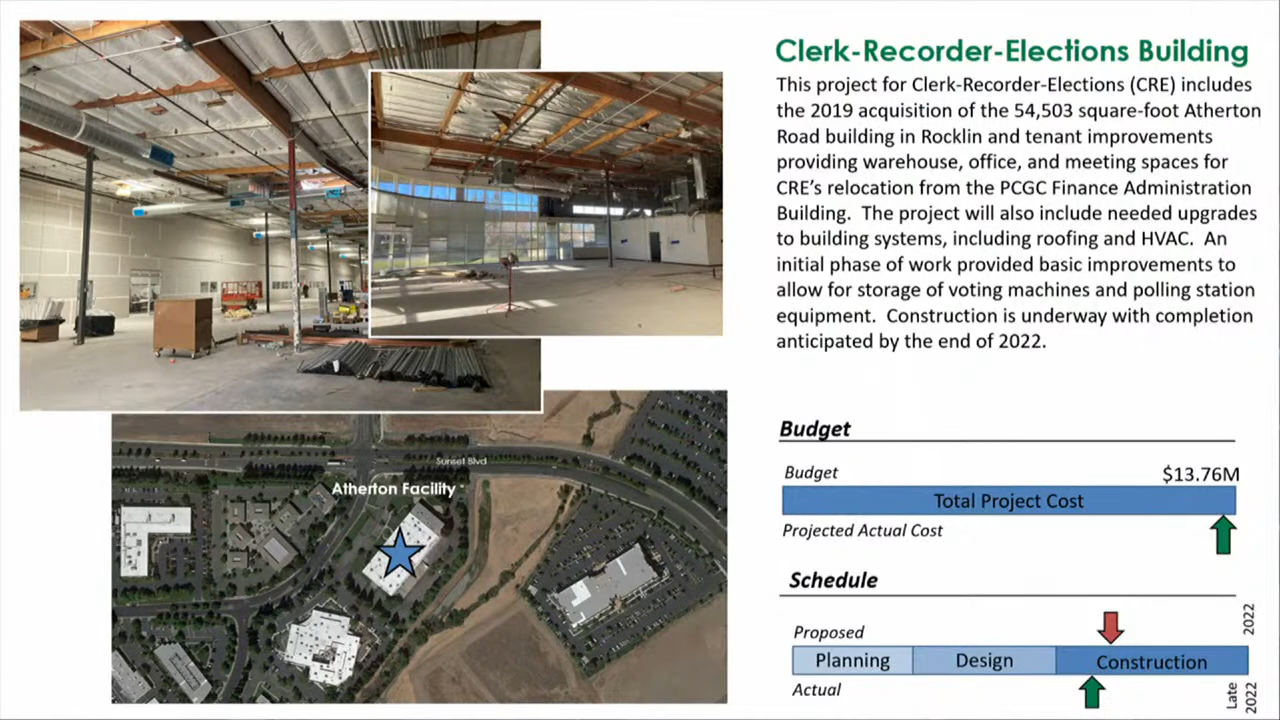 Clerk-Recorder-Elections Building
This project for Clerk-Recorder-Elections (CRE) includes
the 2019 acquisition of the 54,503 square-foot Atherton
Road building in Rocklin and tenant improvements
providing warehouse, office, and meeting spaces for
CRE’s relocation from the PCGC Finance Administration
Building. The project will also include needed upgrades
to building systems, including roofing and HVAC. An
initial phase of work provided basic improvements to
allow for storage of voting machines and polling station
equipment. Construction is underway with completion
anticipated by the end of 2022.
Sunset Blvd
Atherton Facility
Budget
Budget
$13.76M
Total Project Cost
Projected Actual Cost
Schedule
Proposed
2022
Planning
Design
Construction
Actual
Late
2022